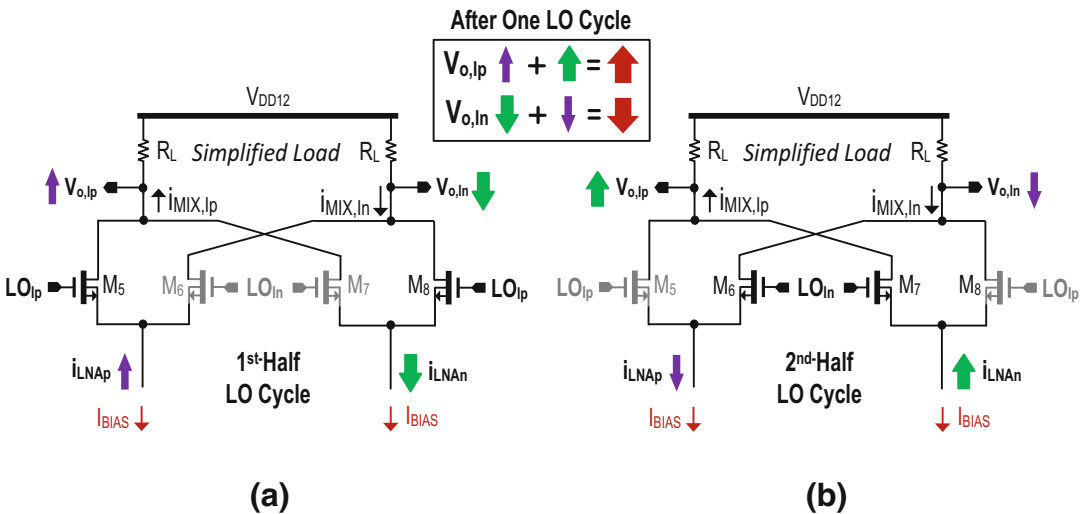 After One LO Cycle
Vo,Ip + =
Vo,In + =
VDD12
RL Simplified Load RL
Vo,Ip iMIX,Ip iMIX,In Vo,In
LOIp M5 M6 LOIn M7 M8 LOIp
iLNAp 1st-Half LO Cycle iLNAn
IBIAS IBIAS
(a)
VDD12
RL Simplified Load RL
Vo,Ip iMIX,Ip iMIX,In Vo,In
LOIp M5 M6 LOIn M7 M8 LOIp
iLNAp 2nd-Half LO Cycle iLNAn
IBIAS IBIAS
(b)